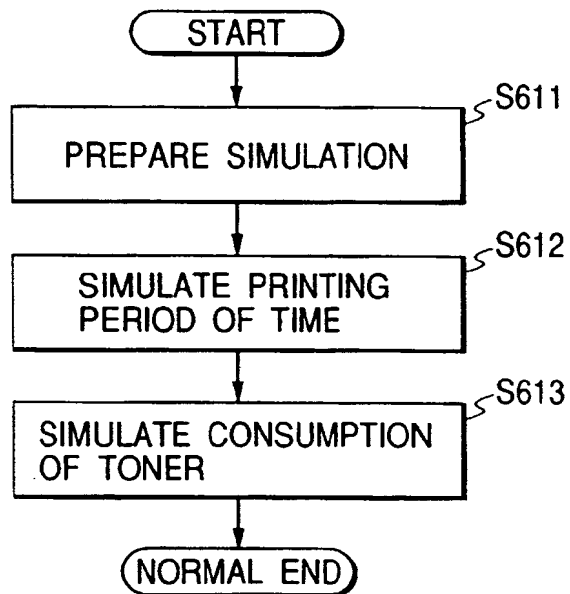 START
S611
PREPARE SIMULATION
S612
SIMULATE PRINTING
PERIOD OF TIME
S613
SIMULATE CONSUMPTION
OF TONER
NORMAL END